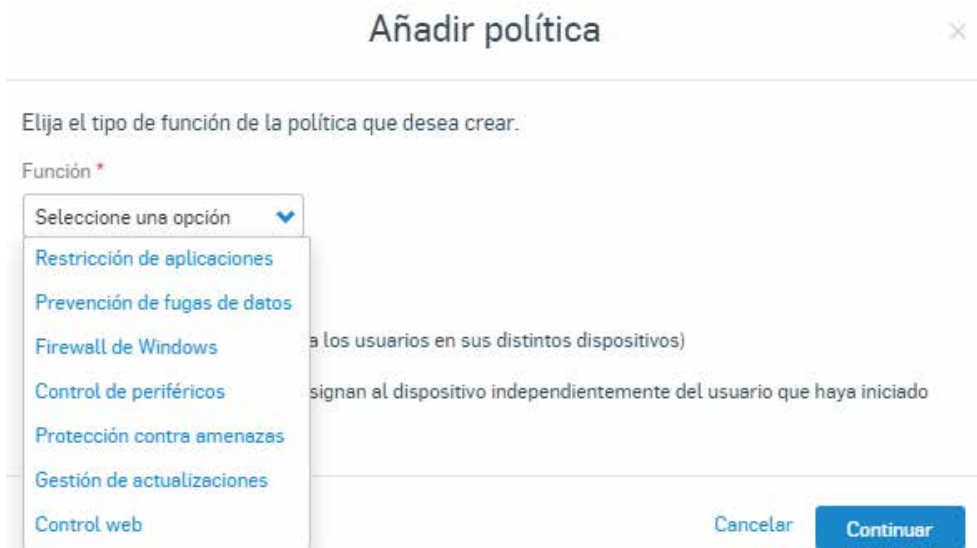 Añadir política
Elija el tipo de función de la política que desea crear.
Función *
Seleccione una opción
Restricción de aplicaciones
Prevención de fugas de datos
Firewall de Windows
a los usuarios en sus distintos dispositivos)
Control de periféricos
signan al dispositivo independientemente del usuario que haya iniciado
Protección contra amenazas
Gestión de actualizaciones
Control web
Cancelar
Continuar